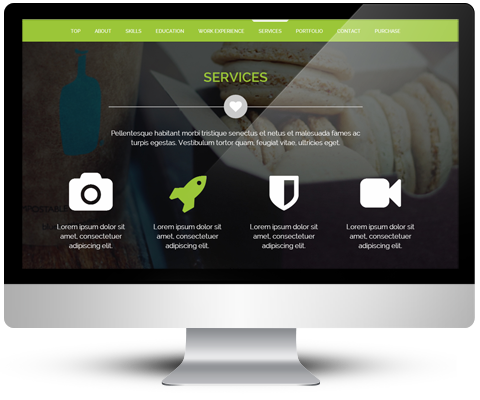 TOP ABOUT SKILLS EDUCATION WORK EXPERIENCE SERVICES PORTFOLIO CONTACT PURCHASE
SERVICES
Pellentesque habitant morbi tristique senectus et netus et malesuada fames ac
turpis egestas. Vestibulum tortor quam, feugiat vitae, ultricies eget.
Lorem ipsum dolor sit Lorem ipsum dolor sit Lorem ipsum dolor sit Lorem ipsum dolor sit
amet, consectetuer amet, consectetuer amet, consectetuer amet, consectetuer
adipiscing elit. adipiscing elit. adipiscing elit. adipiscing elit.